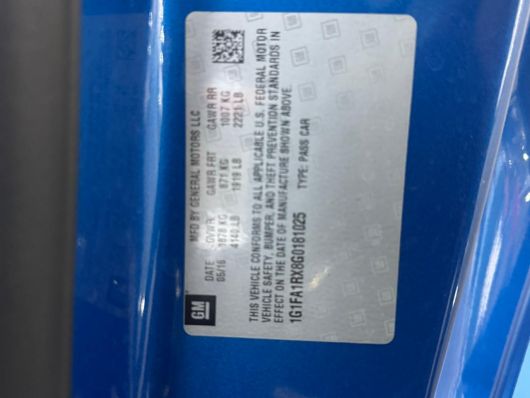 GM
MFD BY GENERAL MOTORS LLC
DATE GVWR GAWR FRT GAWR RR
05/16 1878 KG 871 KG 1007 KG
4140 LB 1919 LB 2221 LB
THIS VEHICLE CONFORMS TO ALL APPLICABLE U.S. FEDERAL MOTOR
VEHICLE SAFETY, BUMPER, AND THEFT PREVENTION STANDARDS IN
EFFECT ON THE DATE OF MANUFACTURE SHOWN ABOVE.
1G1FA1RX8G0181025 TYPE: PASS CAR